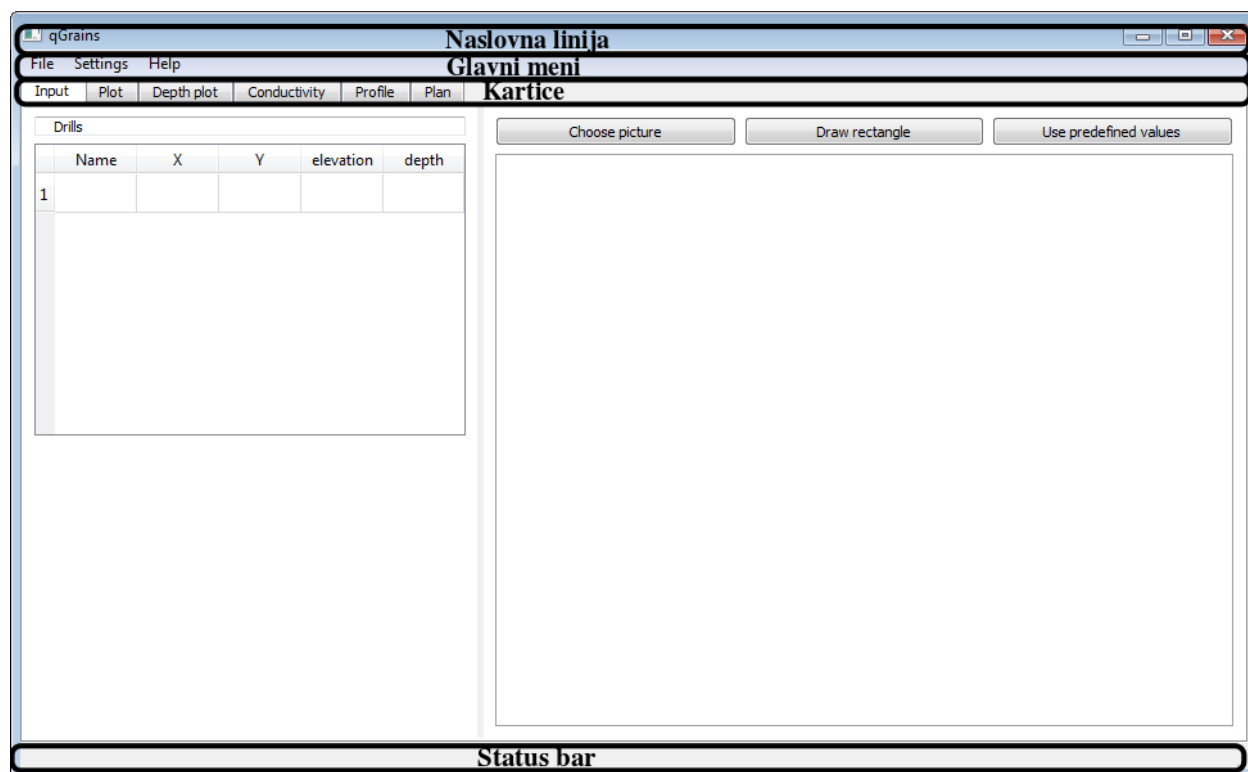 qGrains Naslovna linija
File Settings Help Glavni meni
Input Plot Depth plot Conductivity Profile Plan Kartice
Drills
Choose picture Draw rectangle Use predefined values
Name X Y elevation depth
1
Status bar